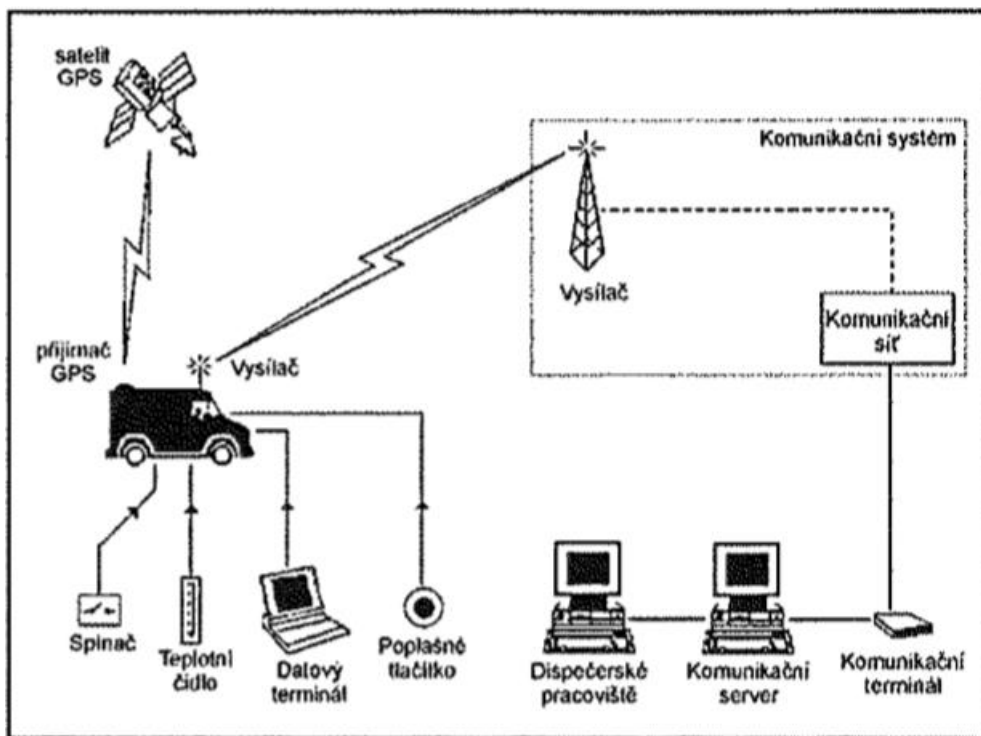 satelit
GPS
Komunikační systém
Vysílač
Komunikační
síť
přijímač
GPS
Vysílač
Spínač
Teplotní
čidlo
Datový
terminál
Poplašné
tlačítko
Dispečerské
pracoviště
Komunikační
server
Komunikační
terminál